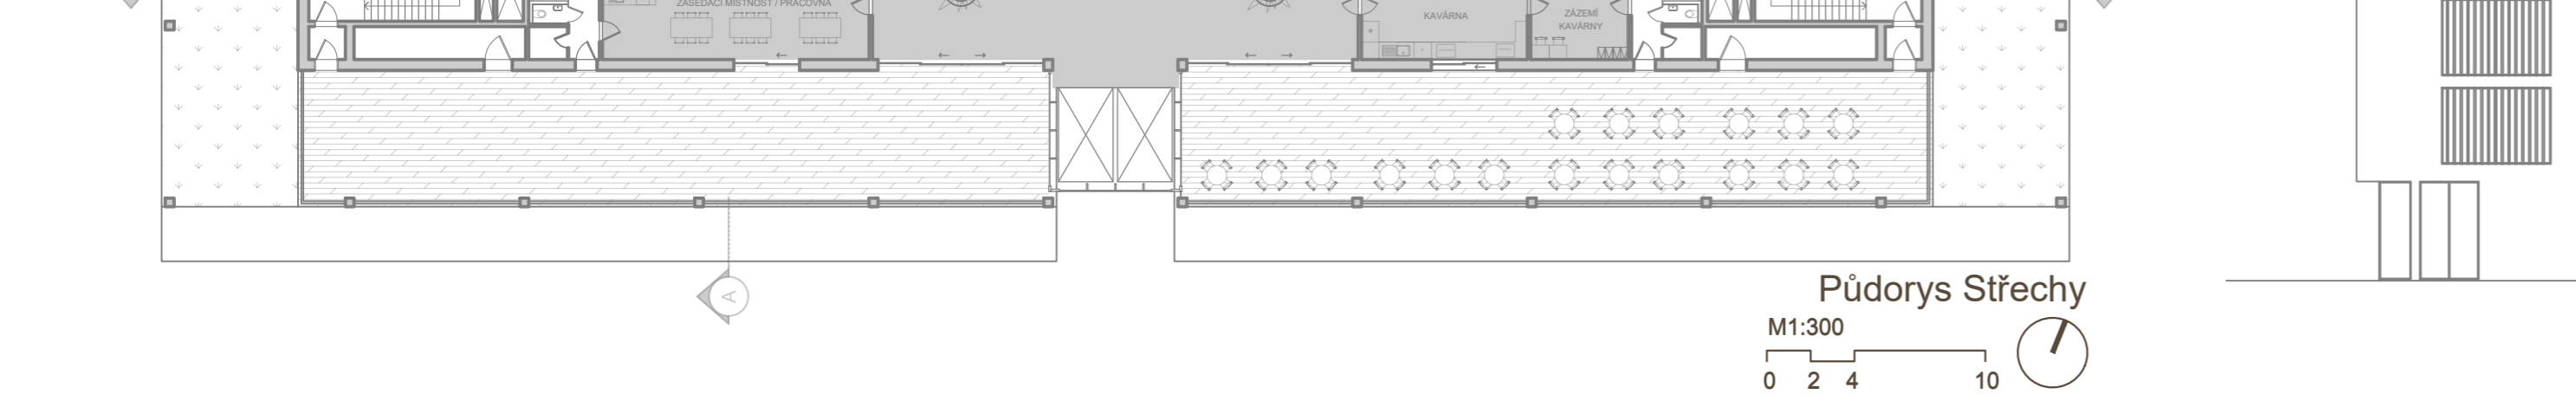 ZASEDACÍ MÍSTNOST / PRACOVNA
KAVÁRNA
ZÁZEMÍ
KAVÁRNY
A
Půdorys Střechy
M1:300
0 2 4 10